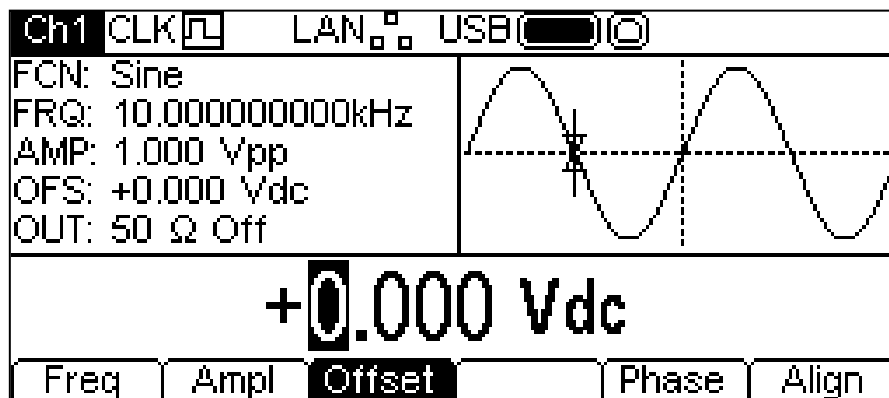 Ch1 CLK LAN USB
FCN: Sine
FRQ: 10.000000000kHz
AMP: 1.000 Vpp
OFS: +0.000 Vdc
OUT: 50 Ω Off
+0.000 Vdc
Freq Ampl Offset Phase Align